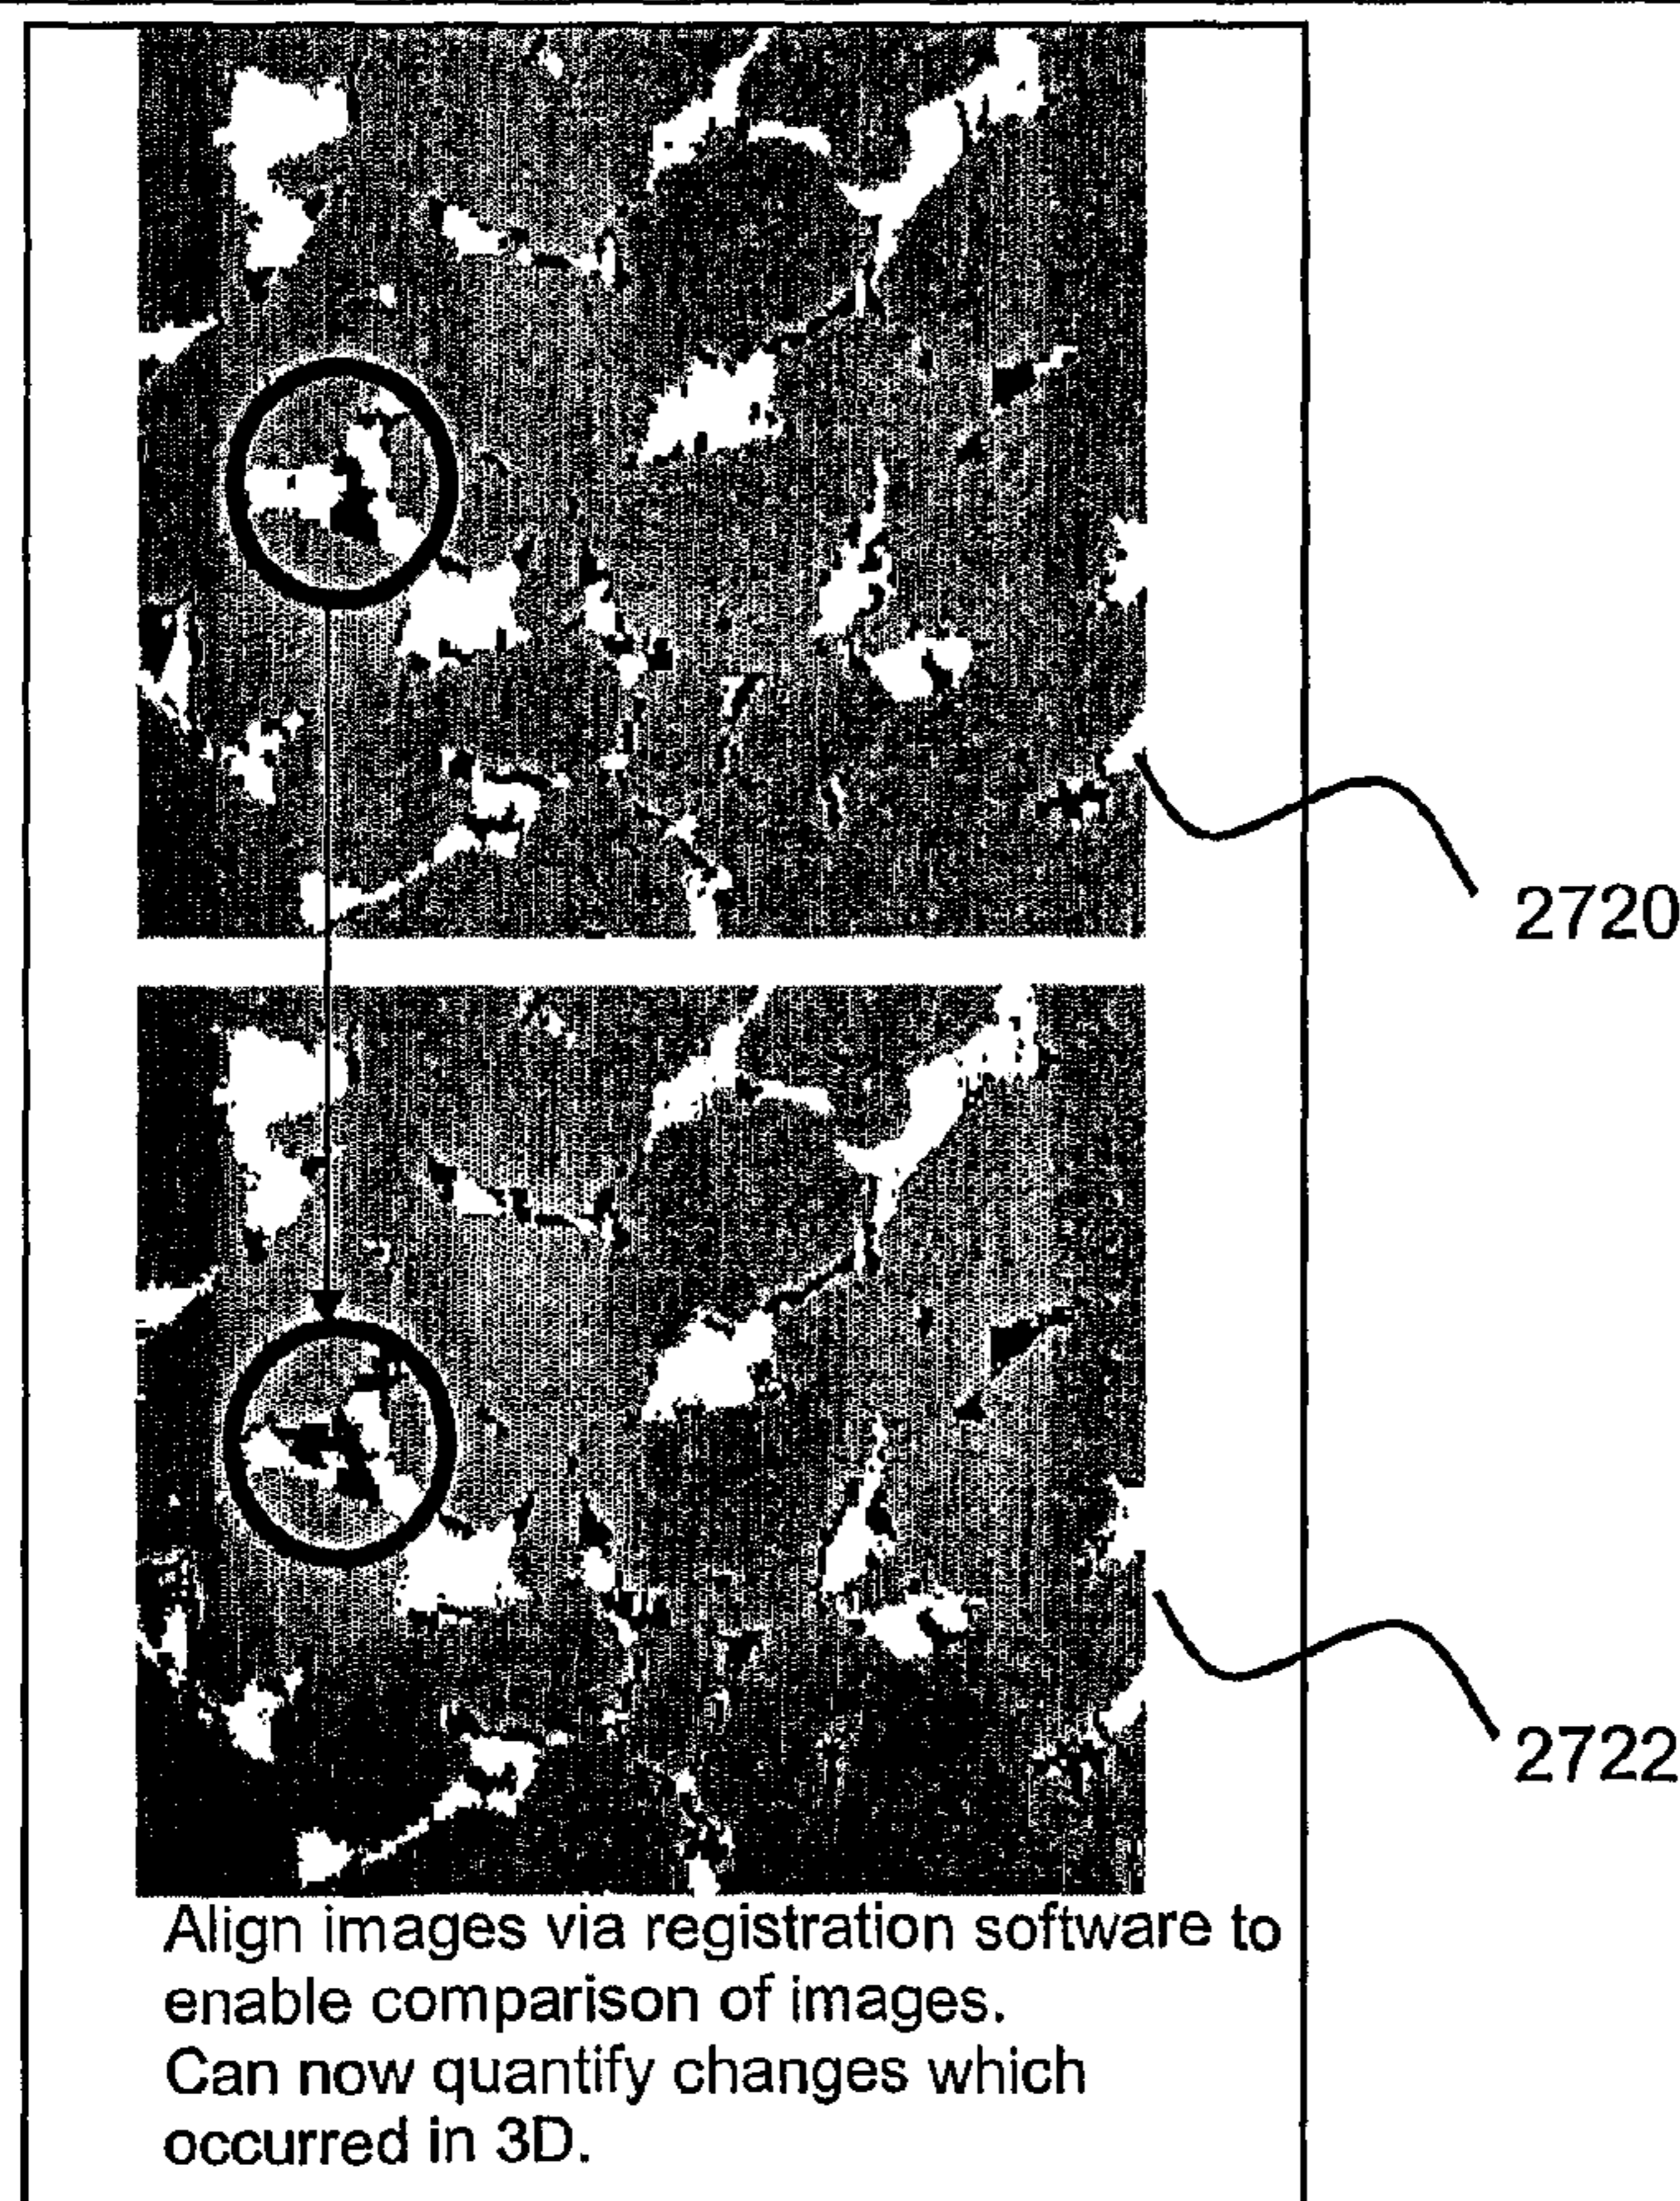 2720
2722
Align images via registration software to
enable comparison of images.
Can now quantify changes which
occurred in 3D.